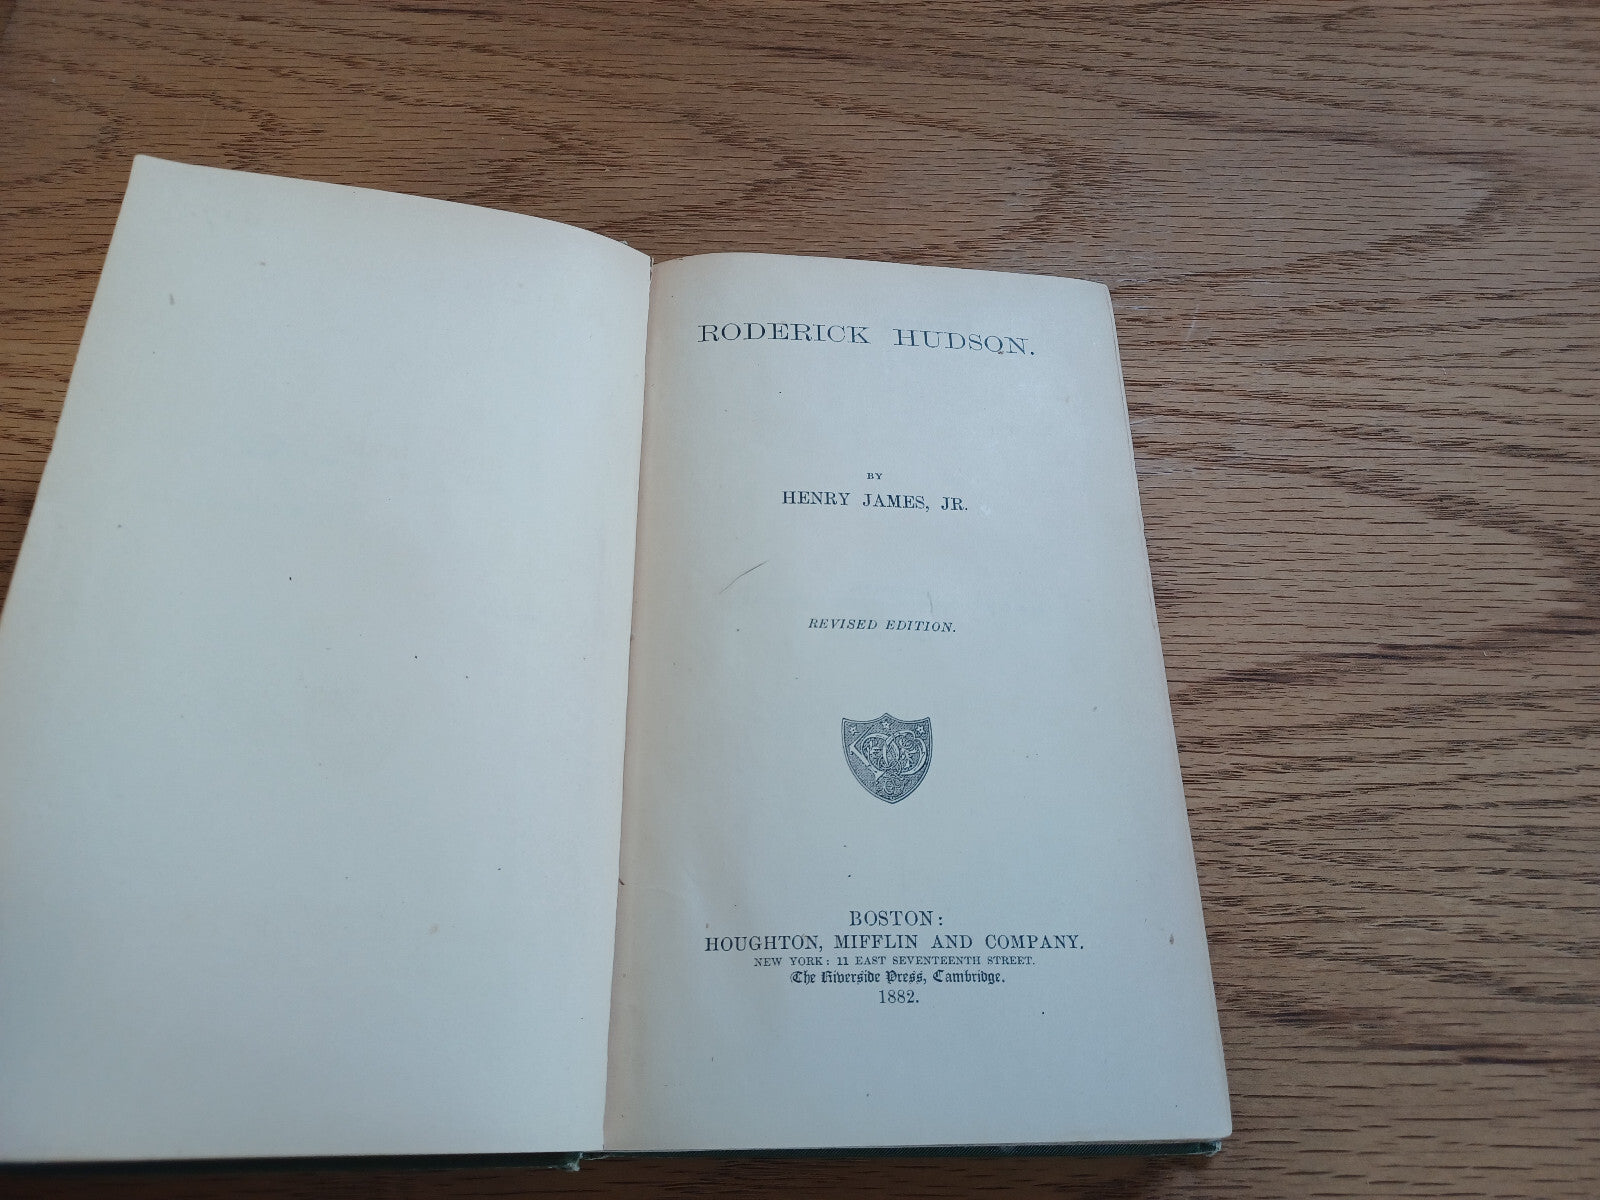 RODERICK HUDSON.
BY
HENRY JAMES, JR.
REVISED EDITION.
BOSTON:
HOUGHTON, MIFFLIN AND COMPANY.
NEW YORK: 11 EAST SEVENTEENTH STREET.
The Riverside Press, Cambridge.
1882.